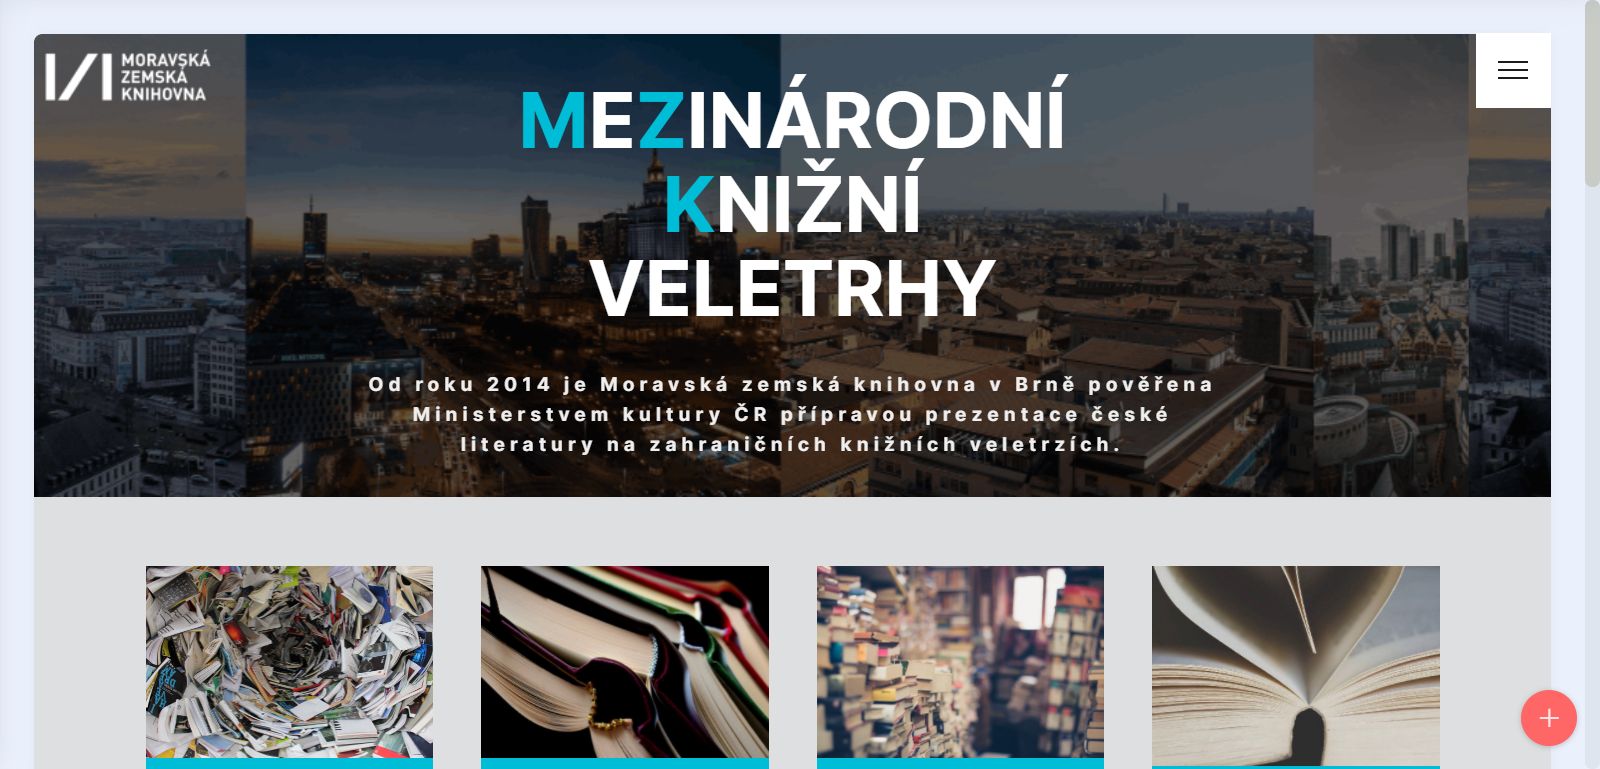 MORAVSKÁ
ZEMSKÁ
KNIHOVNA
MEZINÁRODNÍ
KNIŽNÍ
VELETRHY
Od roku 2014 je Moravská zemská knihovna v Brně pověřena
Ministerstvem kultury ČR přípravou prezentace české
literatury na zahraničních knižních veletrzích.